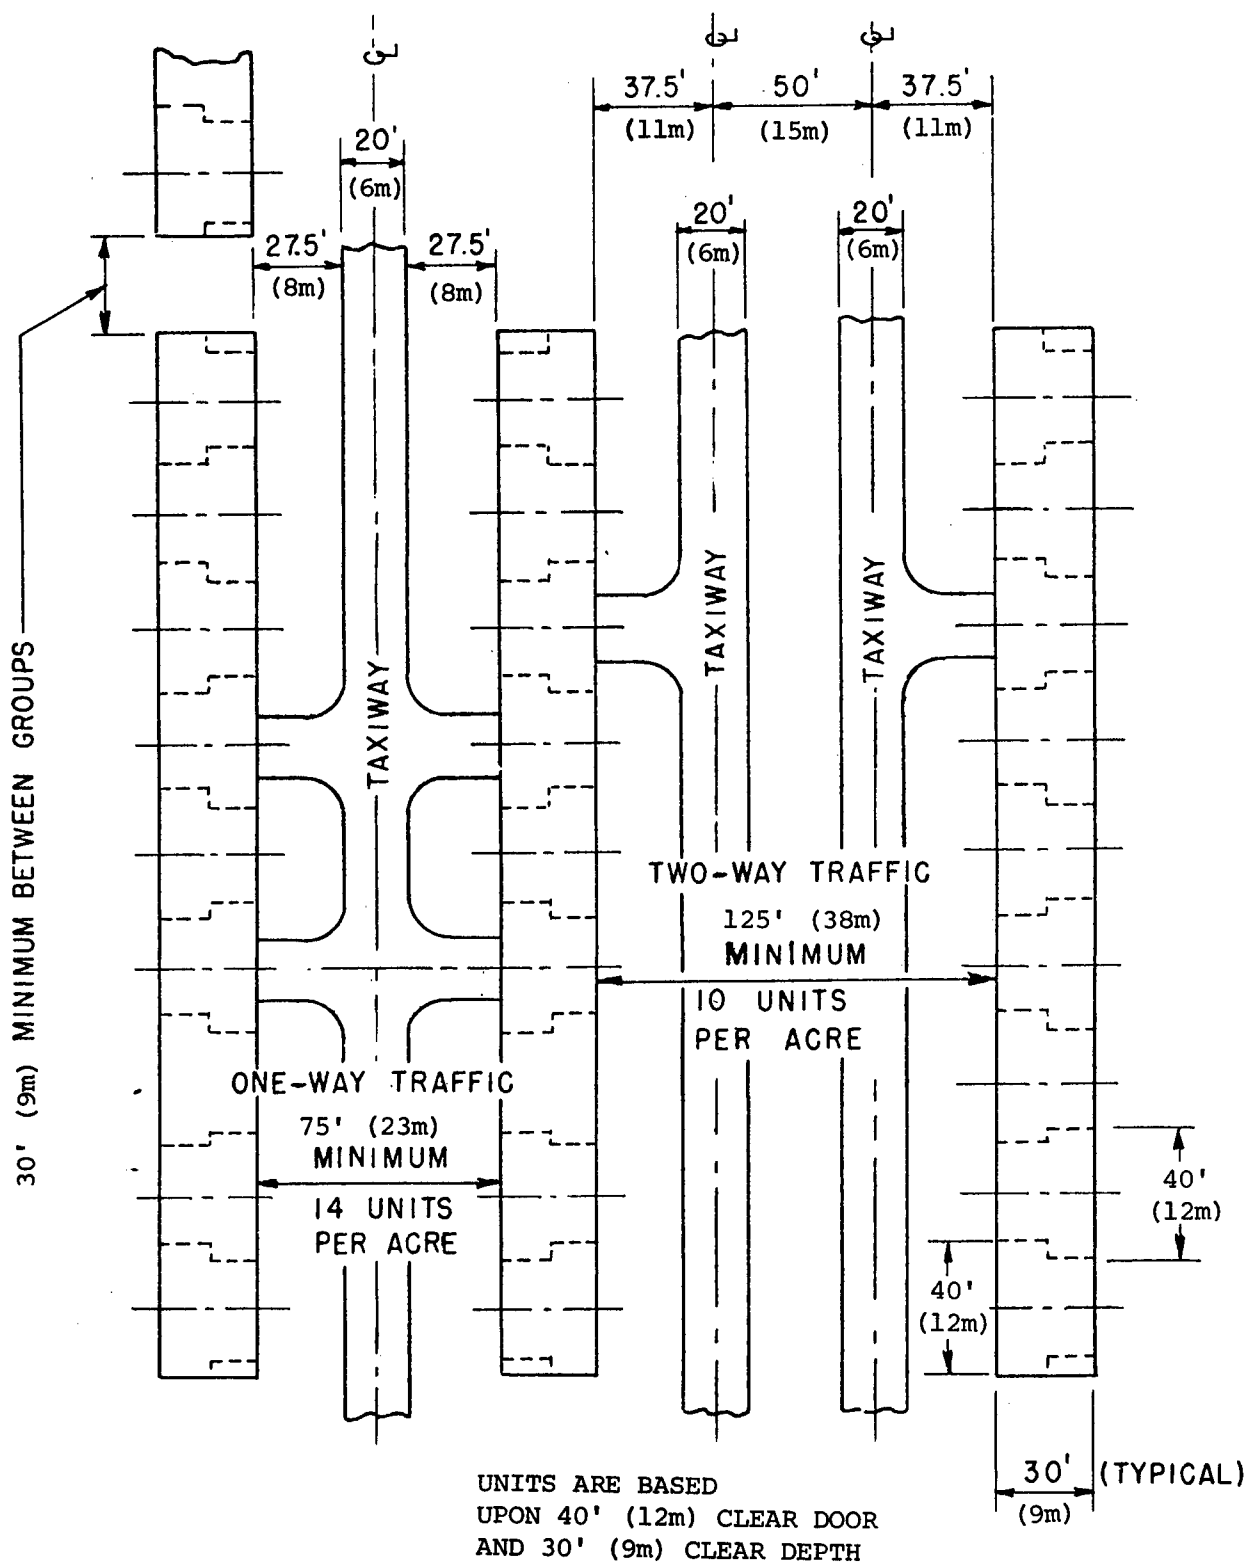 ℄
℄
℄
37.5'
50'
37.5'
(11m)
(15m)
(11m)
20'
(6m)
20'
(6m)
20'
(6m)
27.5'
(8m)
27.5'
(8m)
30' (9m) MINIMUM BETWEEN GROUPS
TAXIWAY
TAXIWAY
TAXIWAY
TWO-WAY TRAFFIC
125' (38m)
MINIMUM
10 UNITS
PER ACRE
ONE-WAY TRAFFIC
75' (23m)
MINIMUM
14 UNITS
PER ACRE
40'
(12m)
40'
(12m)
30' (TYPICAL)
(9m)
UNITS ARE BASED
UPON 40' (12m) CLEAR DOOR
AND 30' (9m) CLEAR DEPTH